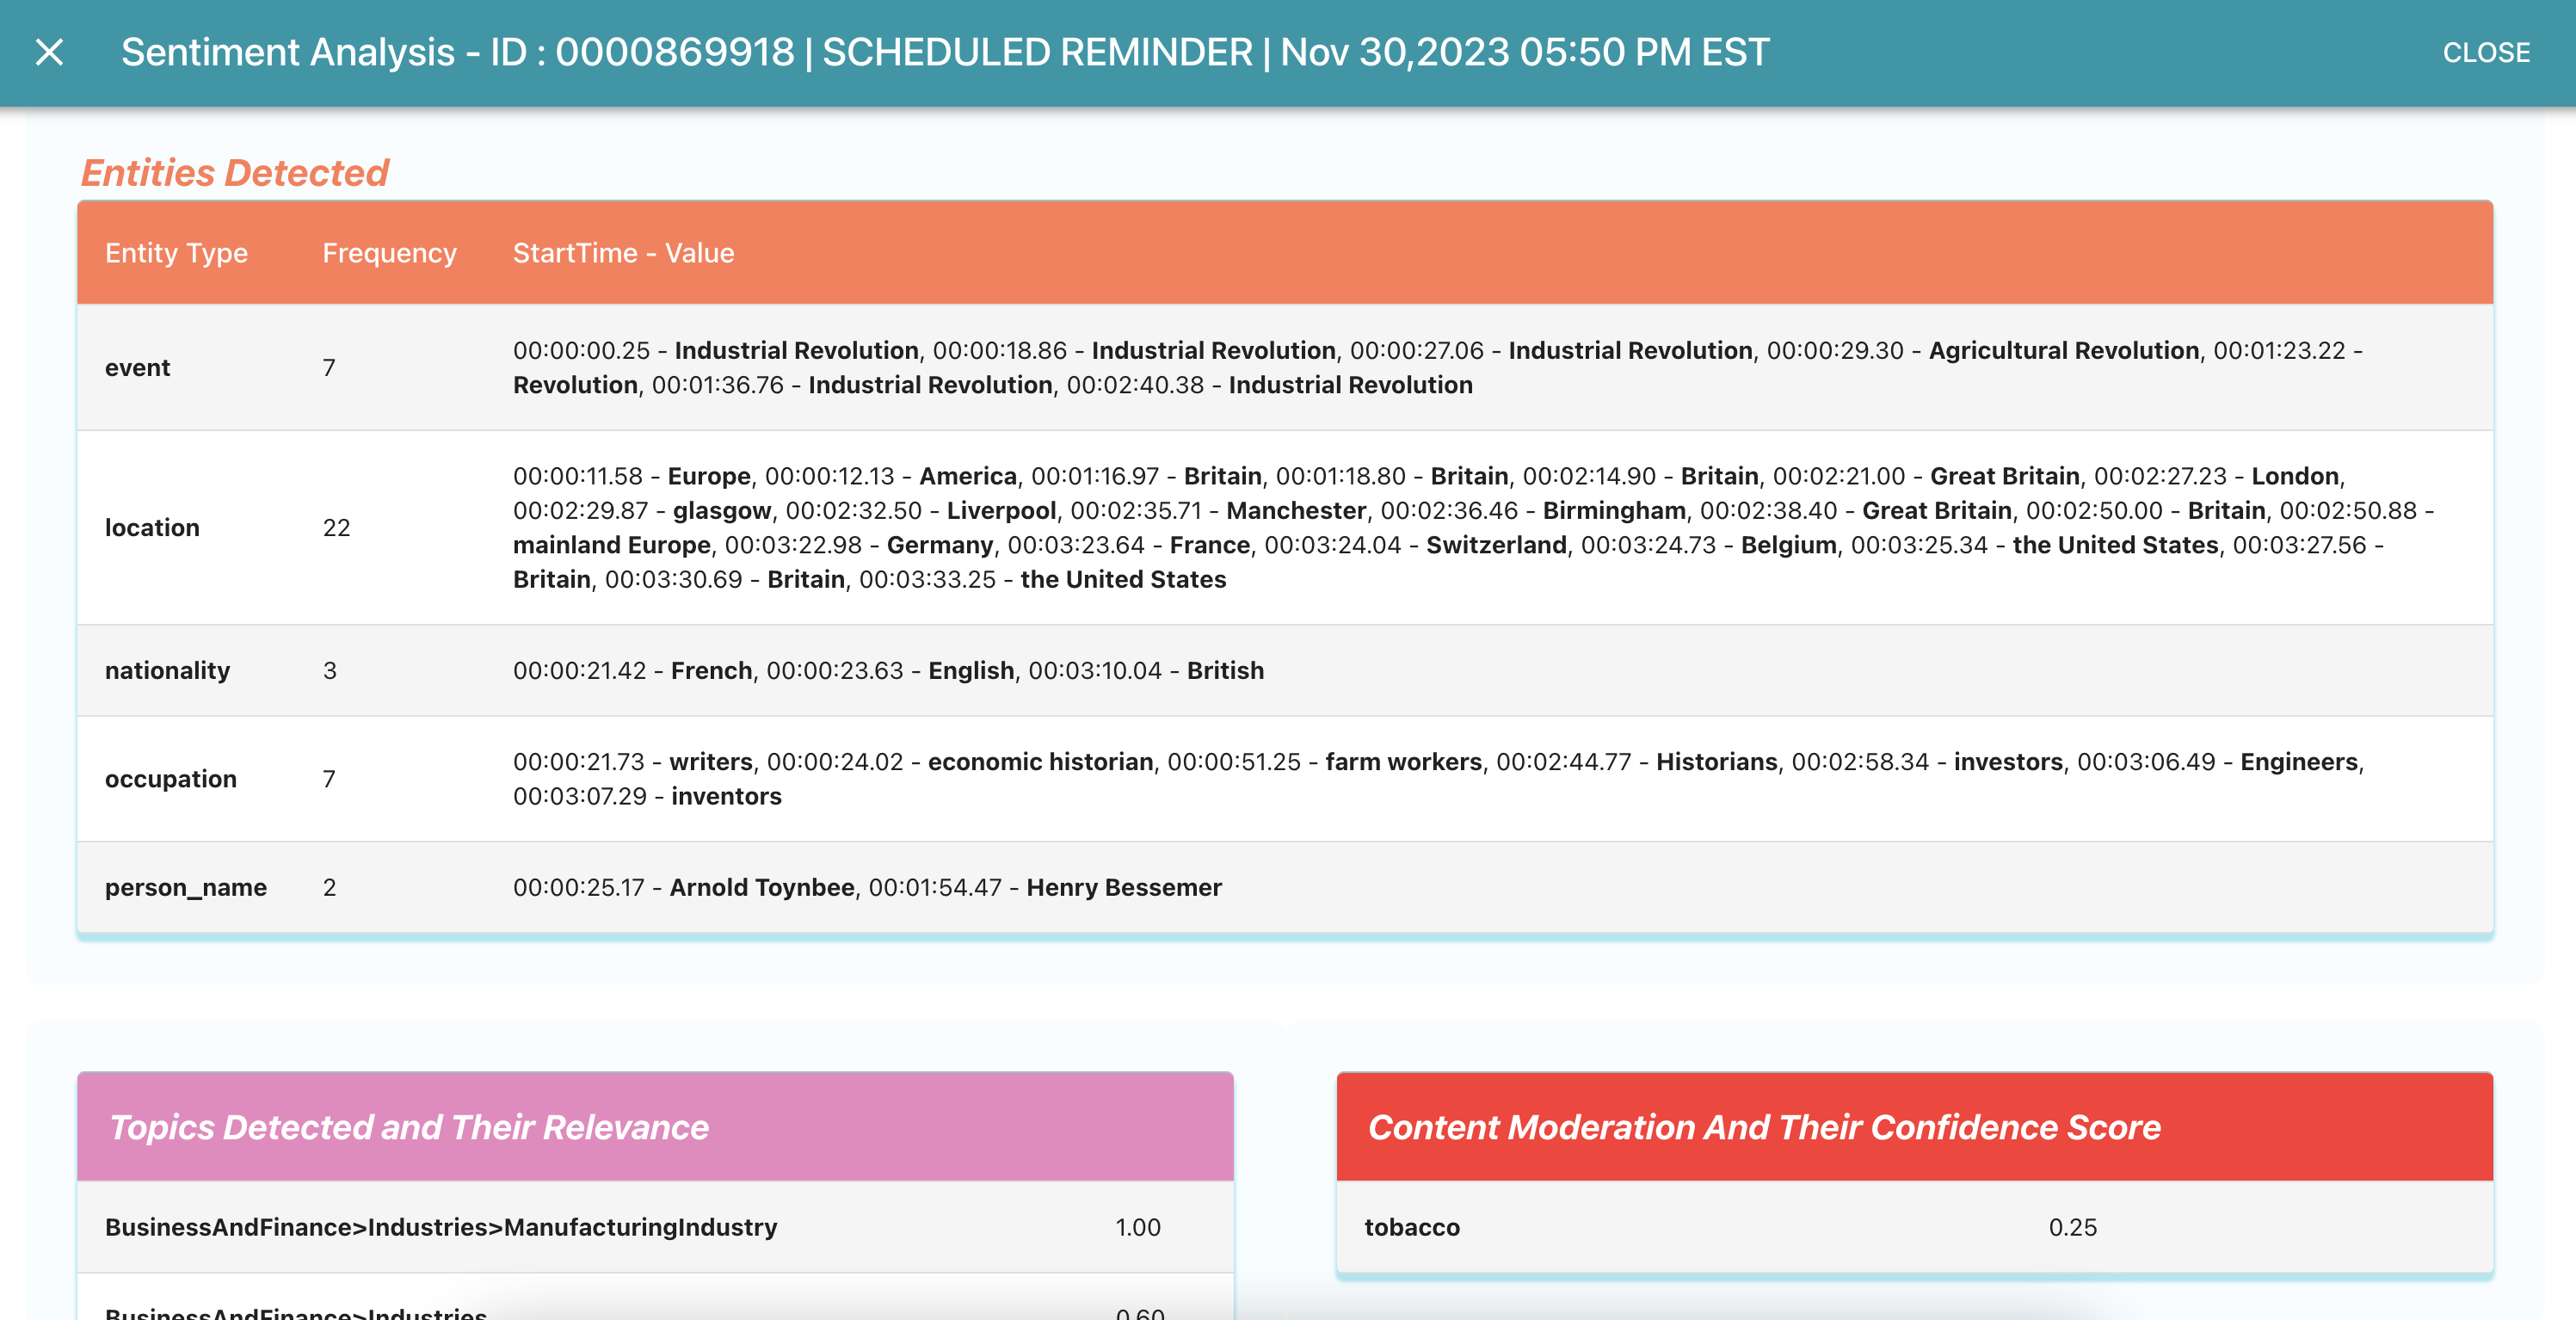 Sentiment Analysis - ID : 0000869918 | SCHEDULED REMINDER | Nov 30,2023 05:50 PM EST
CLOSE
Entities Detected
Entity Type Frequency StartTime - Value
event 7 00:00:00.25 - Industrial Revolution, 00:00:18.86 - Industrial Revolution, 00:00:27.06 - Industrial Revolution, 00:00:29.30 - Agricultural Revolution, 00:01:23.22 -
Revolution, 00:01:36.76 - Industrial Revolution, 00:02:40.38 - Industrial Revolution
location 22 00:00:11.58 - Europe, 00:00:12.13 - America, 00:01:16.97 - Britain, 00:01:18.80 - Britain, 00:02:14.90 - Britain, 00:02:21.00 - Great Britain, 00:02:27.23 - London,
00:02:29.87 - glasgow, 00:02:32.50 - Liverpool, 00:02:35.71 - Manchester, 00:02:36.46 - Birmingham, 00:02:38.40 - Great Britain, 00:02:50.00 - Britain, 00:02:50.88 -
mainland Europe, 00:03:22.98 - Germany, 00:03:23.64 - France, 00:03:24.04 - Switzerland, 00:03:24.73 - Belgium, 00:03:25.34 - the United States, 00:03:27.56 -
Britain, 00:03:30.69 - Britain, 00:03:33.25 - the United States
nationality 3 00:00:21.42 - French, 00:00:23.63 - English, 00:03:10.04 - British
occupation 7 00:00:21.73 - writers, 00:00:24.02 - economic historian, 00:00:51.25 - farm workers, 00:02:44.77 - Historians, 00:02:58.34 - investors, 00:03:06.49 - Engineers,
00:03:07.29 - inventors
person_name 2 00:00:25.17 - Arnold Toynbee, 00:01:54.47 - Henry Bessemer
Topics Detected and Their Relevance
BusinessAndFinance>Industries>ManufacturingIndustry 1.00
BusinessAndFinance>Industries 0.60
Content Moderation And Their Confidence Score
tobacco 0.25